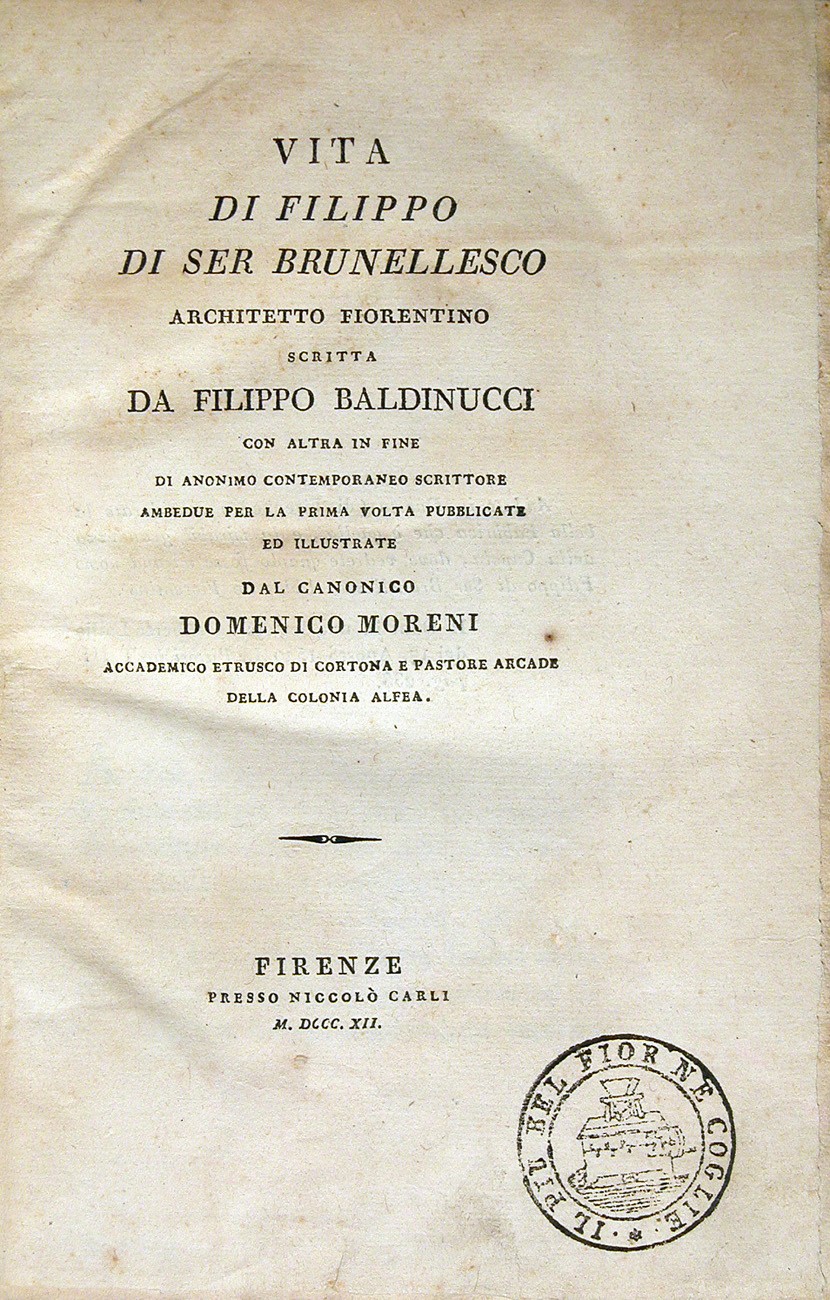 VITA
DI FILIPPO
DI SER BRUNELLESCO
ARCHITETTO FIORENTINO
SCRITTA
DA FILIPPO BALDINUCCI
CON ALTRA IN FINE
DI ANONIMO CONTEMPORANEO SCRITTORE
AMBEDUE PER LA PRIMA VOLTA PUBBLICATE
ED ILLUSTRATE
DAL CANONICO
DOMENICO MORENI
ACCADEMICO ETRUSCO DI CORTONA E PASTORE ARCADE
DELLA COLONIA ALFEA.
FIRENZE
PRESSO NICCOLÒ CARLI
M. DCCC. XII.
IL PIÙ BEL FIOR NE COGLIE